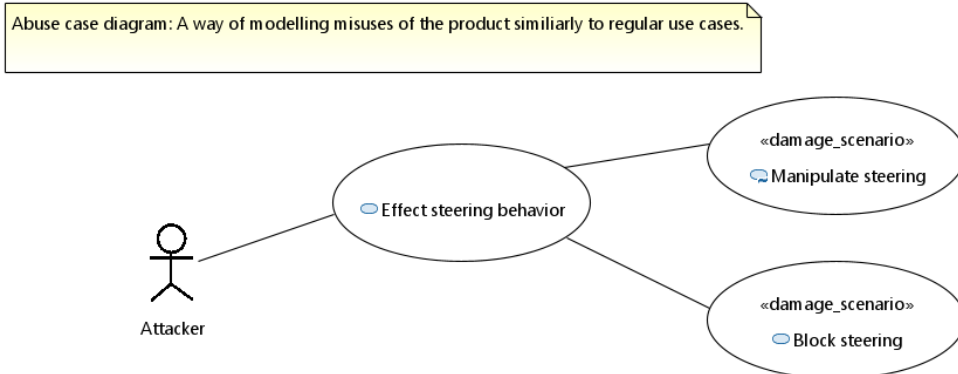 Abuse case diagram: A way of modelling misuses of the product similiarly to regular use cases.
«damage_scenario»
Manipulate steering
Effect steering behavior
Attacker
«damage_scenario»
Block steering